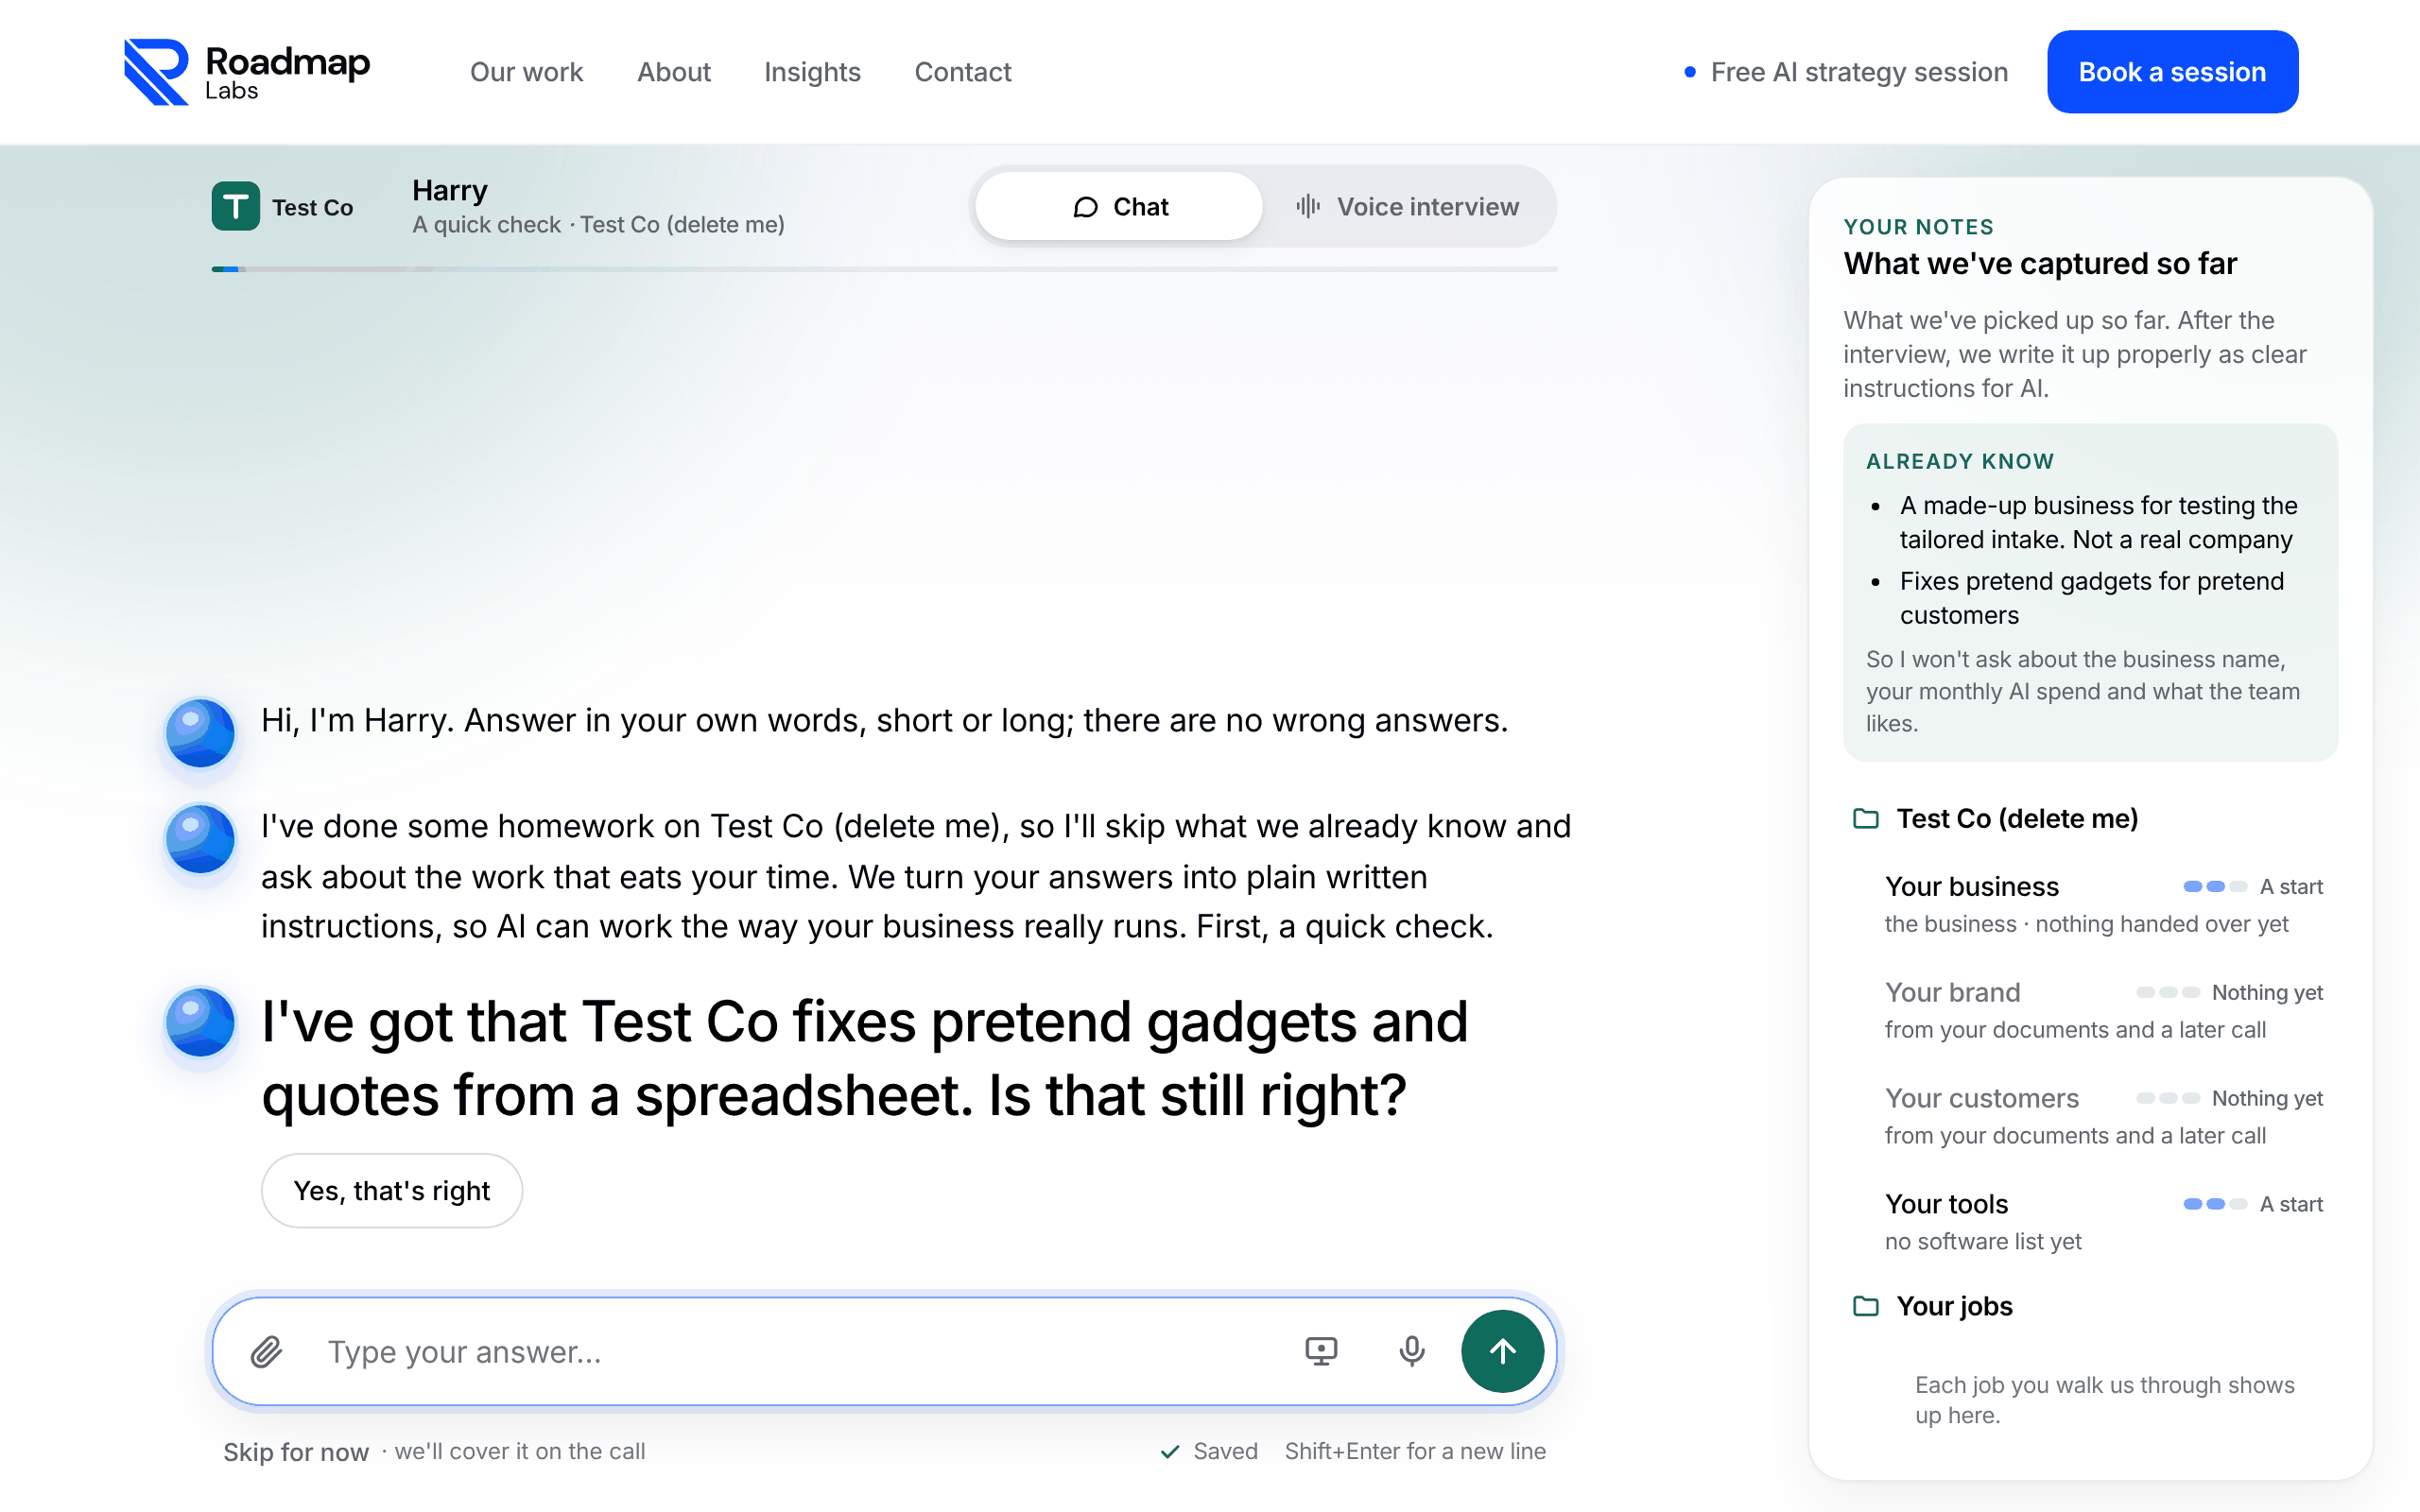 Roadmap
Labs
Our work
About
Insights
Contact
Free AI strategy session
Book a session
T
Test Co
Harry
A quick check · Test Co (delete me)
Chat
Voice interview
Hi, I'm Harry. Answer in your own words, short or long; there are no wrong answers.
I've done some homework on Test Co (delete me), so I'll skip what we already know and
ask about the work that eats your time. We turn your answers into plain written
instructions, so AI can work the way your business really runs. First, a quick check.
I've got that Test Co fixes pretend gadgets and
quotes from a spreadsheet. Is that still right?
Yes, that's right
Type your answer...
Skip for now · we'll cover it on the call
Saved
Shift+Enter for a new line
YOUR NOTES
What we've captured so far
What we've picked up so far. After the
interview, we write it up properly as clear
instructions for AI.
ALREADY KNOW
• A made-up business for testing the
tailored intake. Not a real company
• Fixes pretend gadgets for pretend
customers
So I won't ask about the business name,
your monthly AI spend and what the team
likes.
Test Co (delete me)
Your business
A start
the business · nothing handed over yet
Your brand
Nothing yet
from your documents and a later call
Your customers
Nothing yet
from your documents and a later call
Your tools
A start
no software list yet
Your jobs
Each job you walk us through shows
up here.